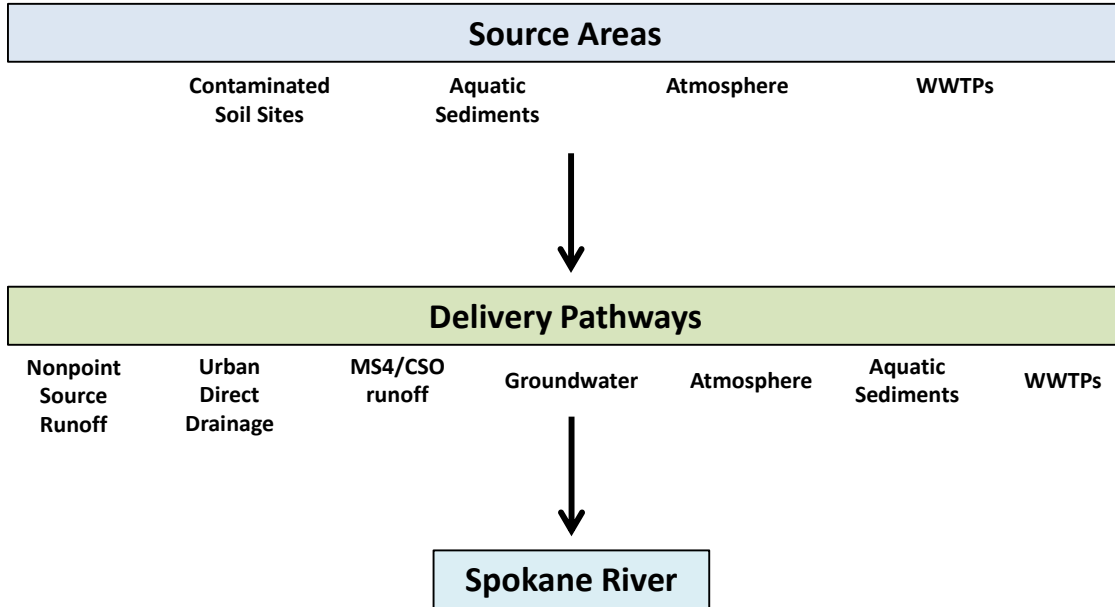 Source Areas
Contaminated
Soil Sites
Aquatic
Sediments
Atmosphere
WWTPs
Delivery Pathways
Nonpoint
Source
Runoff
Urban
Direct
Drainage
MS4/CSO
runoff
Groundwater
Atmosphere
Aquatic
Sediments
WWTPs
Spokane River